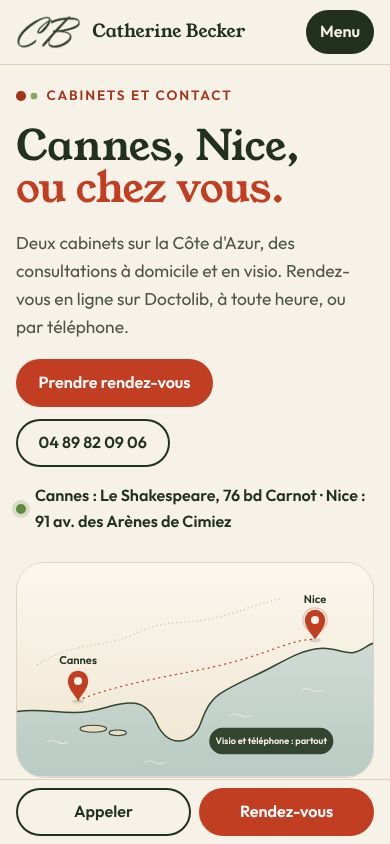 CB Catherine Becker
Menu
CABINETS ET CONTACT
Cannes, Nice,
ou chez vous.
Deux cabinets sur la Côte d'Azur, des
consultations à domicile et en visio. Rendez-
vous en ligne sur Doctolib, à toute heure, ou
par téléphone.
Prendre rendez-vous
04 89 82 09 06
Cannes : Le Shakespeare, 76 bd Carnot · Nice :
91 av. des Arènes de Cimiez
Nice
Cannes
Visio et téléphone : partout
Appeler
Rendez-vous